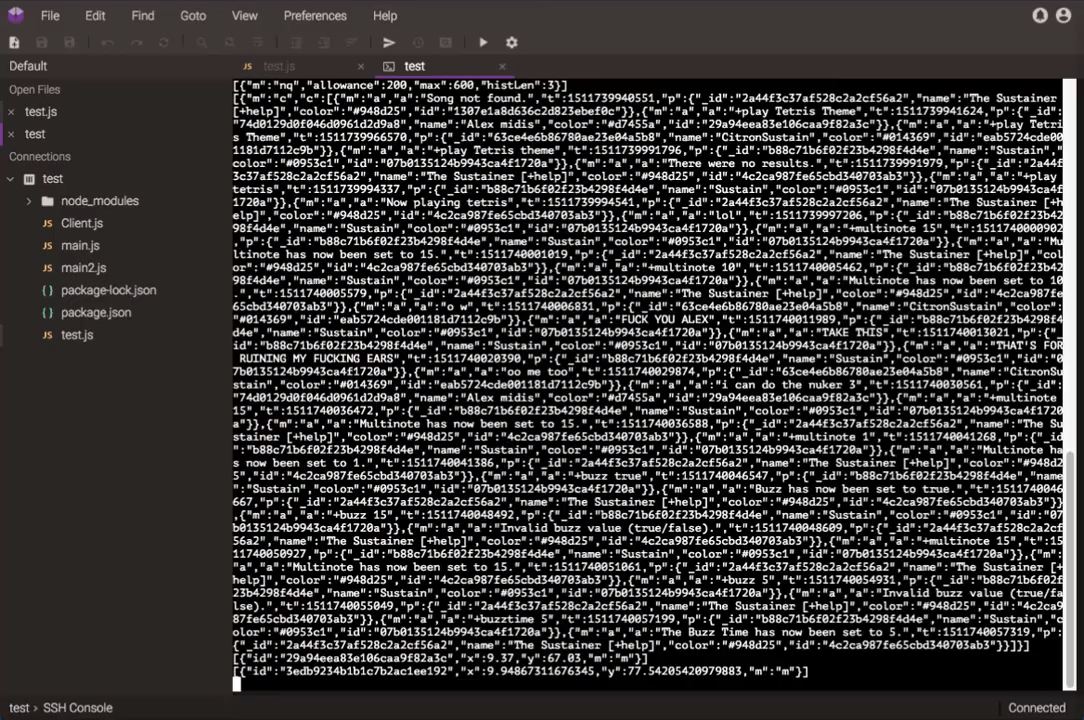 File Edit Find Goto View Preferences Help
Default
test.js
test
Open Files
test.js
test
Connections
test
node_modules
Client.js
main.js
main2.js
package-lock.json
package.json
test.js
[{"m":"nq","allowance":200,"max":600,"histLen":3}]
[{"m":"c","c":[{"m":"a","a":"Song not found.","t":1511739940551,"p":{"_id":"2a44f3c37af528c2a2cf56a2","name":"The Sustainer
[+help]","color":"#948d25","id":"1307e1a8d636c2d823ebef0c"}},{"m":"a","a":"+play Tetris Theme","t":1511739941624,"p":{"_id":
"74d0129d0f046d0961d2d9a8","name":"Alex midis","color":"#d7455a","id":"29a94eea83e106caa9f82a3c"}},{"m":"a","a":"+play Tetri
s Theme","t":1511739966570,"p":{"_id":"63ce4e6b86780ae23e04a5b8","name":"CitronSustain","color":"#014369","id":"eab5724cde00
1181d7112c9b"}},{"m":"a","a":"+play Tetris theme","t":1511739991796,"p":{"_id":"b88c71b6f02f23b4298f4d4e","name":"Sustain",
color":"#0953c1","id":"07b0135124b9943ca4f1720a"}},{"m":"a","a":"There were no results.","t":1511739991979,"p":{"_id":"2a44f
3c37af528c2a2cf56a2","name":"The Sustainer [+help]","color":"#948d25","id":"4c2ca987fe65cbd340702ab3"}},{"m":"a","a":"+play
tetris","t":1511739994337,"p":{"_id":"b88c71b6f02f23b4298f4d4e","name":"Sustain","color":"#0953c1","id":"07b0135124b9943ca4f
1720a"}},{"m":"a","a":"Now playing tetris","t":1511739994541,"p":{"_id":"2a44f3c37af528c2a2cf56a2","name":"The Sustainer [+h
elp]","color":"#948d25","id":"4c2ca987fe65cbd340702ab3"}},{"m":"a","a":"lol","t":1511739997206,"p":{"_id":"b88c71b6f02f23b42
98f4d4e","name":"Sustain","color":"#0953c1","id":"07b0135124b9943ca4f1720a"}},{"m":"a","a":"+multinote 15","t":1511740000902
,"p":{"_id":"b88c71b6f02f23b4298f4d4e","name":"Sustain","color":"#0953c1","id":"07b0135124b9943ca4f1720a"}},{"m":"a","a":"Mu
ltinote has now been set to 15.","t":1511740001019,"p":{"_id":"2a44f3c37af528c2a2cf56a2","name":"The Sustainer [+help]","col
or":"#948d25","id":"4c2ca987fe65cbd340702ab3"}},{"m":"a","a":"+multinote 10","t":1511740005462,"p":{"_id":"b88c71b6f02f23b42
98f4d4e","name":"Sustain","color":"#0953c1","id":"07b0135124b9943ca4f1720a"}},{"m":"a","a":"Multinote has now been set to 10
.","t":1511740005579,"p":{"_id":"2a44f3c37af528c2a2cf56a2","name":"The Sustainer [+help]","color":"#948d25","id":"4c2ca987fe
65cbd340702ab3"}},{"m":"a","a":"o v","t":1511740006831,"p":{"_id":"63ce4e6b86780ae23e04a5b8","name":"CitronSustain","color":
"#014369","id":"eab5724cde001181d7112c9b"}},{"m":"a","a":"FUCK YOU ALEX","t":1511740011989,"p":{"_id":"b88c71b6f02f23b4298f4
d4e","name":"Sustain","color":"#0953c1","id":"07b0135124b9943ca4f1720a"}},{"m":"a","a":"TAKE THIS","t":1511740013021,"p":{"_
id":"b88c71b6f02f23b4298f4d4e","name":"Sustain","color":"#0953c1","id":"07b0135124b9943ca4f1720a"}},{"m":"a","a":"THAT'S FOR
RUINING MY FUCKING EARS","t":1511740020390,"p":{"_id":"b88c71b6f02f23b4298f4d4e","name":"Sustain","color":"#0953c1","id":"0
7b0135124b9943ca4f1720a"}},{"m":"a","a":"oo me too","t":1511740029874,"p":{"_id":"63ce4e6b86780ae23e04a5b8","name":"CitronSu
stain","color":"#014369","id":"eab5724cde001181d7112c9b"}},{"m":"a","a":"i can do the nuker 3","t":1511740030561,"p":{"_id":
"74d0129d0f046d0961d2d9a8","name":"Alex midis","color":"#d7455a","id":"29a94eea83e106caa9f82a3c"}},{"m":"a","a":"+multinote
15","t":1511740036472,"p":{"_id":"b88c71b6f02f23b4298f4d4e","name":"Sustain","color":"#0953c1","id":"07b0135124b9943ca4f1720
a"}},{"m":"a","a":"Multinote has now been set to 15.","t":1511740036588,"p":{"_id":"2a44f3c37af528c2a2cf56a2","name":"The Su
stainer [+help]","color":"#948d25","id":"4c2ca987fe65cbd340702ab3"}},{"m":"a","a":"+multinote 1","t":1511740041268,"p":{"_id
":"b88c71b6f02f23b4298f4d4e","name":"Sustain","color":"#0953c1","id":"07b0135124b9943ca4f1720a"}},{"m":"a","a":"Multinote ha
s now been set to 1.","t":1511740041386,"p":{"_id":"2a44f3c37af528c2a2cf56a2","name":"The Sustainer [+help]","color":"#948d2
5","id":"4c2ca987fe65cbd340702ab3"}},{"m":"a","a":"+buzz true","t":1511740046547,"p":{"_id":"b88c71b6f02f23b4298f4d4e","name
":"Sustain","color":"#0953c1","id":"07b0135124b9943ca4f1720a"}},{"m":"a","a":"Buzz has now been set to true.","t":1511740046
667,"p":{"_id":"2a44f3c37af528c2a2cf56a2","name":"The Sustainer [+help]","color":"#948d25","id":"4c2ca987fe65cbd340702ab3"}}
,{"m":"a","a":"+buzz 15","t":1511740048492,"p":{"_id":"b88c71b6f02f23b4298f4d4e","name":"Sustain","color":"#0953c1","id":"07
b0135124b9943ca4f1720a"}},{"m":"a","a":"Invalid buzz value (true/false).","t":1511740048609,"p":{"_id":"2a44f3c37af528c2a2cf
56a2","name":"The Sustainer [+help]","color":"#948d25","id":"4c2ca987fe65cbd340702ab3"}},{"m":"a","a":"+multinote 15","t":15
11740050927,"p":{"_id":"b88c71b6f02f23b4298f4d4e","name":"Sustain","color":"#0953c1","id":"07b0135124b9943ca4f1720a"}},{"m":
"a","a":"Multinote has now been set to 15.","t":1511740051061,"p":{"_id":"2a44f3c37af528c2a2cf56a2","name":"The Sustainer [+
help]","color":"#948d25","id":"4c2ca987fe65cbd340702ab3"}},{"m":"a","a":"+buzz 5","t":1511740054931,"p":{"_id":"b88c71b6f02f
23b4298f4d4e","name":"Sustain","color":"#0953c1","id":"07b0135124b9943ca4f1720a"}},{"m":"a","a":"Invalid buzz value (true/fa
lse).","t":1511740055049,"p":{"_id":"2a44f3c37af528c2a2cf56a2","name":"The Sustainer [+help]","color":"#948d25","id":"4c2ca9
87fe65cbd340702ab3"}},{"m":"a","a":"+buzztime 5","t":1511740057199,"p":{"_id":"b88c71b6f02f23b4298f4d4e","name":"Sustain","c
olor":"#0953c1","id":"07b0135124b9943ca4f1720a"}},{"m":"a","a":"The Buzz Time has now been set to 5.","t":1511740057319,"p":
{"_id":"2a44f3c37af528c2a2cf56a2","name":"The Sustainer [+help]","color":"#948d25","id":"4c2ca987fe65cbd340702ab3"}}]}]
[{"id":"29a94eea83e106caa9f82a3c","x":9.37,"y":67.03,"m":"m"}]
[{"id":"3edb9234b1b1c7b2ac1ee192","x":9.94867311676345,"y":77.54205420979883,"m":"m"}]
test › SSH Console
Connected